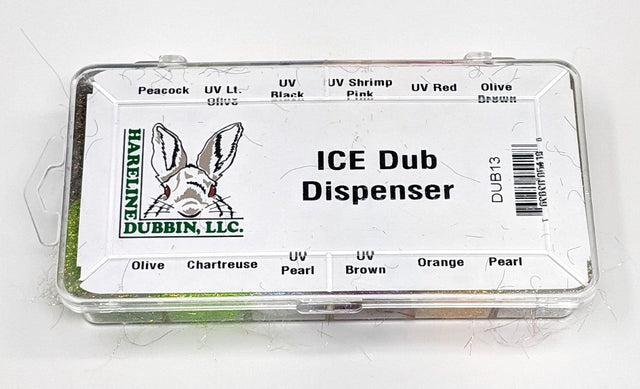 Peacock
UV Lt.
Olive
UV
Black
UV Shrimp
Pink
UV Red
Olive
Brown
HARELINE
DUBBIN, LLC.
ICE Dub
Dispenser
DUB13
Olive
Chartreuse
UV
Pearl
UV
Brown
Orange
Pearl